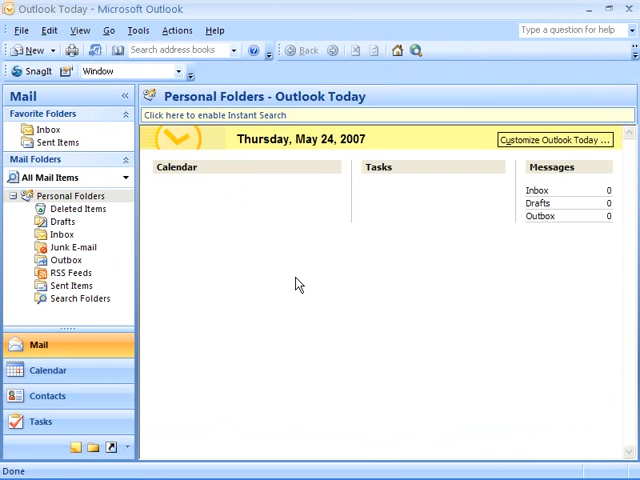 Outlook Today - Microsoft Outlook
File Edit View Go Tools Actions Help
Type a question for help
New Search address books Back
SnagIt Window
Mail
Favorite Folders
Inbox
Sent Items
Mail Folders
All Mail Items
Personal Folders
Deleted Items
Drafts
Inbox
Junk E-mail
Outbox
RSS Feeds
Sent Items
Search Folders
Mail
Calendar
Contacts
Tasks
Personal Folders - Outlook Today
Click here to enable Instant Search
Thursday, May 24, 2007
Customize Outlook Today ...
Calendar
Tasks
Messages
Inbox 0
Drafts 0
Outbox 0
Done